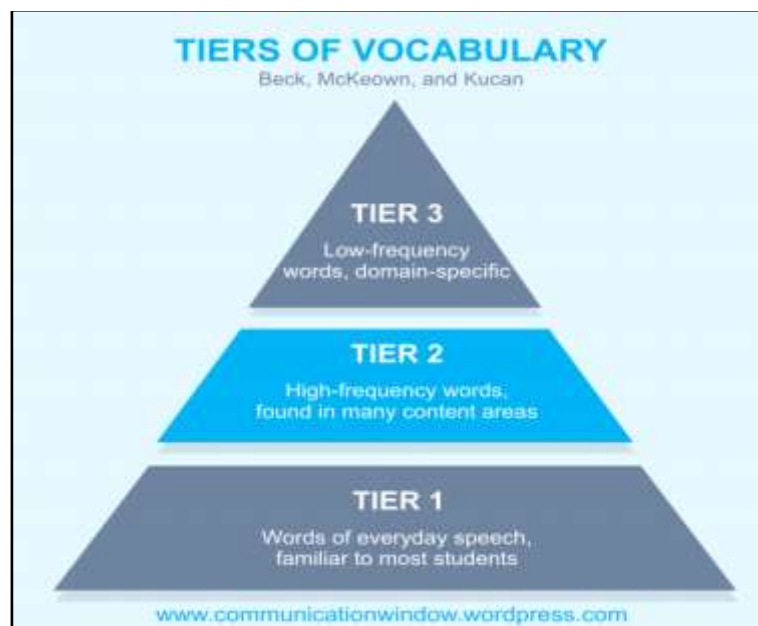 TIERS OF VOCABULARY
Beck, McKeown, and Kucan
TIER 3
Low-frequency
words, domain-specific
TIER 2
High-frequency words,
found in many content areas
TIER 1
Words of everyday speech,
familiar to most students
www.communicationwindow.wordpress.com